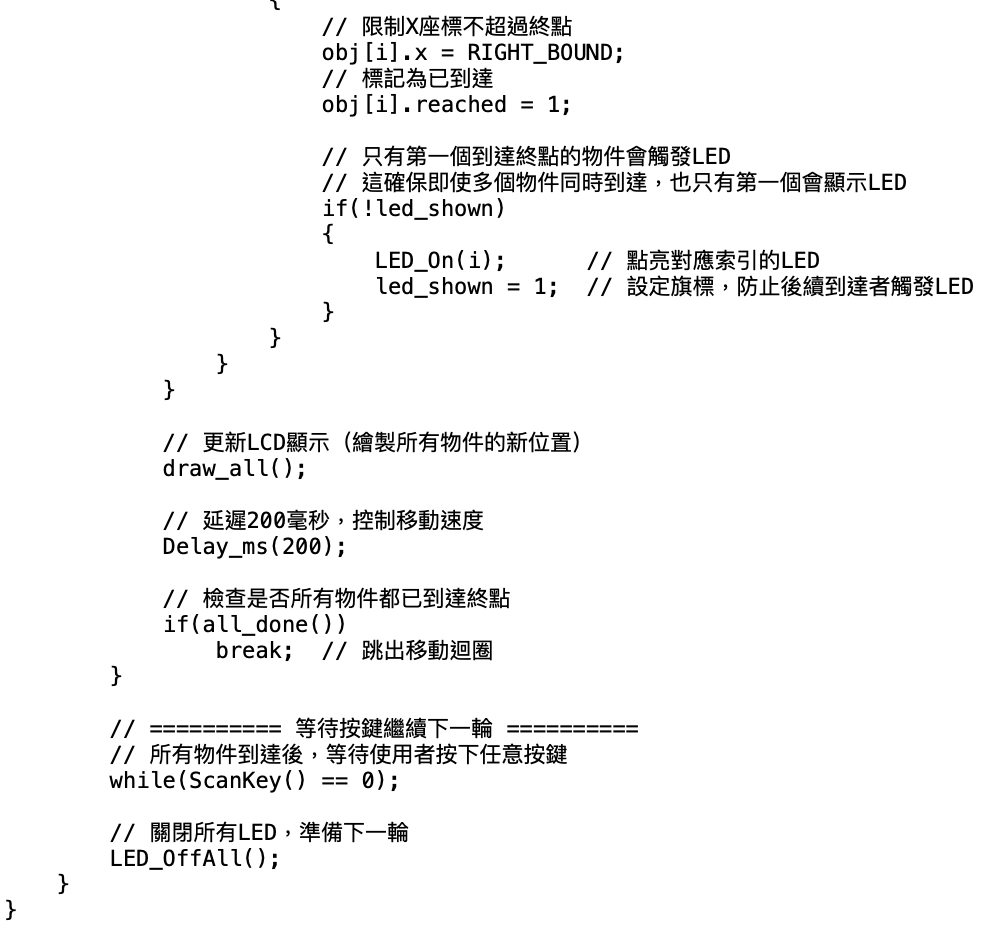 {
// 限制X座標不超過終點
obj[i].x = RIGHT_BOUND;
// 標記為已到達
obj[i].reached = 1;
// 只有第一個到達終點的物件會觸發LED
// 這確保即使多個物件同時到達，也只有第一個會顯示LED
if(!led_shown)
{
LED_On(i);      // 點亮對應索引的LED
led_shown = 1;  // 設定旗標，防止後續到達者觸發LED
}
}
}
}
// 更新LCD顯示（繪製所有物件的新位置）
draw_all();
// 延遲200毫秒，控制移動速度
Delay_ms(200);
// 檢查是否所有物件都已到達終點
if(all_done())
break;  // 跳出移動迴圈
}
// ========== 等待按鍵繼續下一輪 ==========
// 所有物件到達後，等待使用者按下任意按鍵
while(ScanKey() == 0);
// 關閉所有LED，準備下一輪
LED_OffAll();
}
}